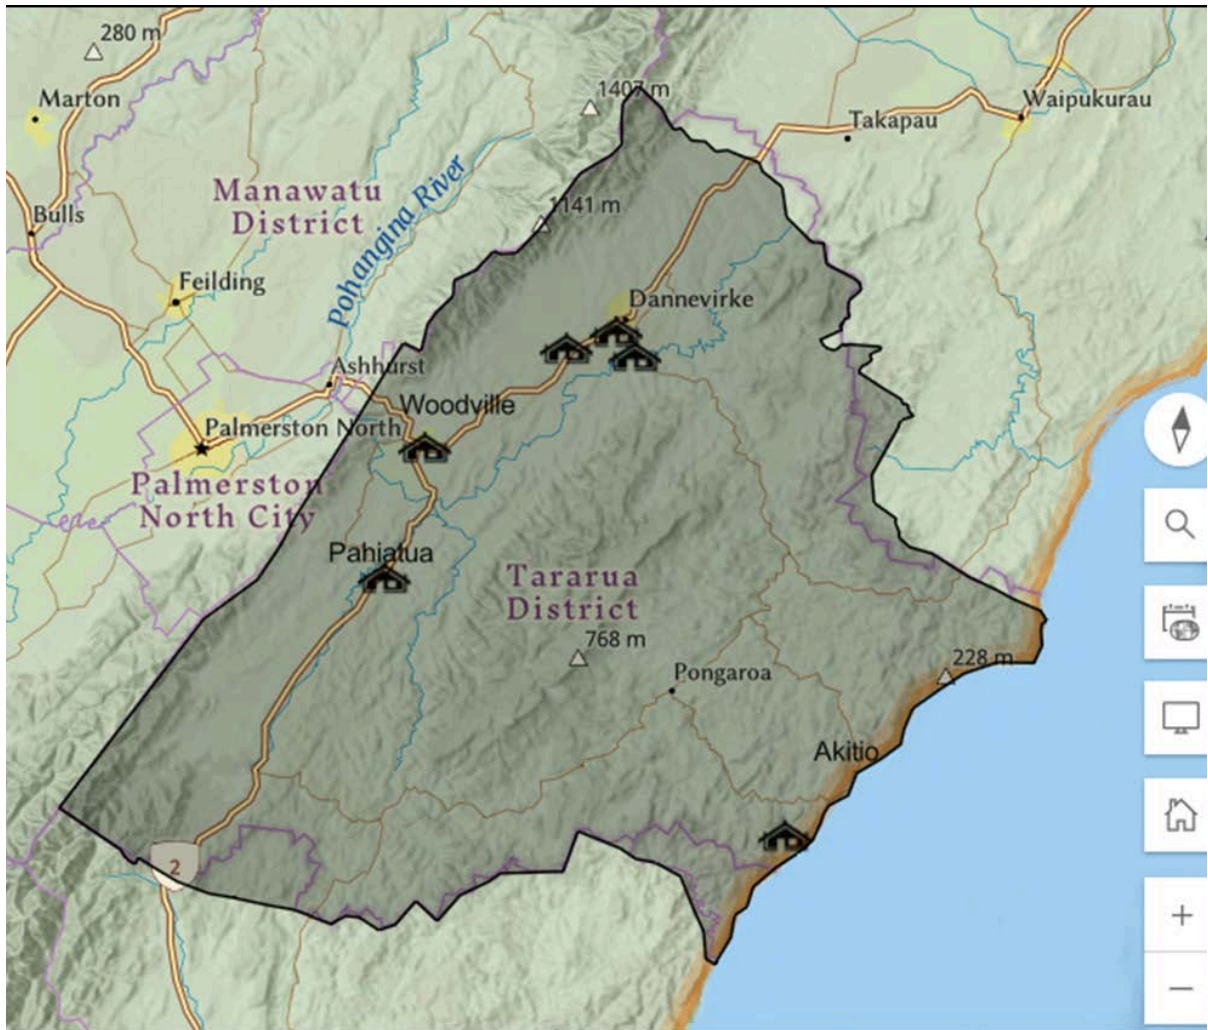 280 m
Marton
1407 m
Waipukurau
Takapau
Manawatu
District
1141 m
Bulls
Pohangina River
Feilding
Dannevirke
Ashhurst
Woodville
Palmerston North
Palmerston
North City
Pahiatua
Tararua
District
768 m
228 m
Pongaroa
Akitio
2